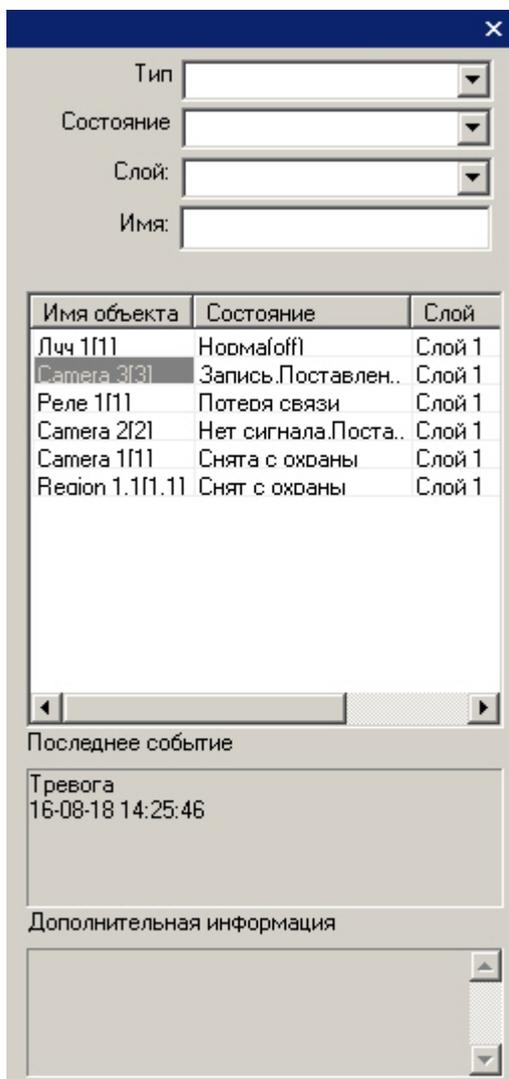 Тип
Состояние
Слой:
Имя:
Имя объекта Состояние Слой
Луч 1[1] Норма(off) Слой 1
Camera 3[3] Запись.Поставлен.. Слой 1
Реле 1[1] Потеря связи Слой 1
Camera 2[2] Нет сигнала.Поста.. Слой 1
Camera 1[1] Снята с охраны Слой 1
Region 1.1[1.1] Снят с охраны Слой 1
Последнее событие
Тревога
16-08-18 14:25:46
Дополнительная информация